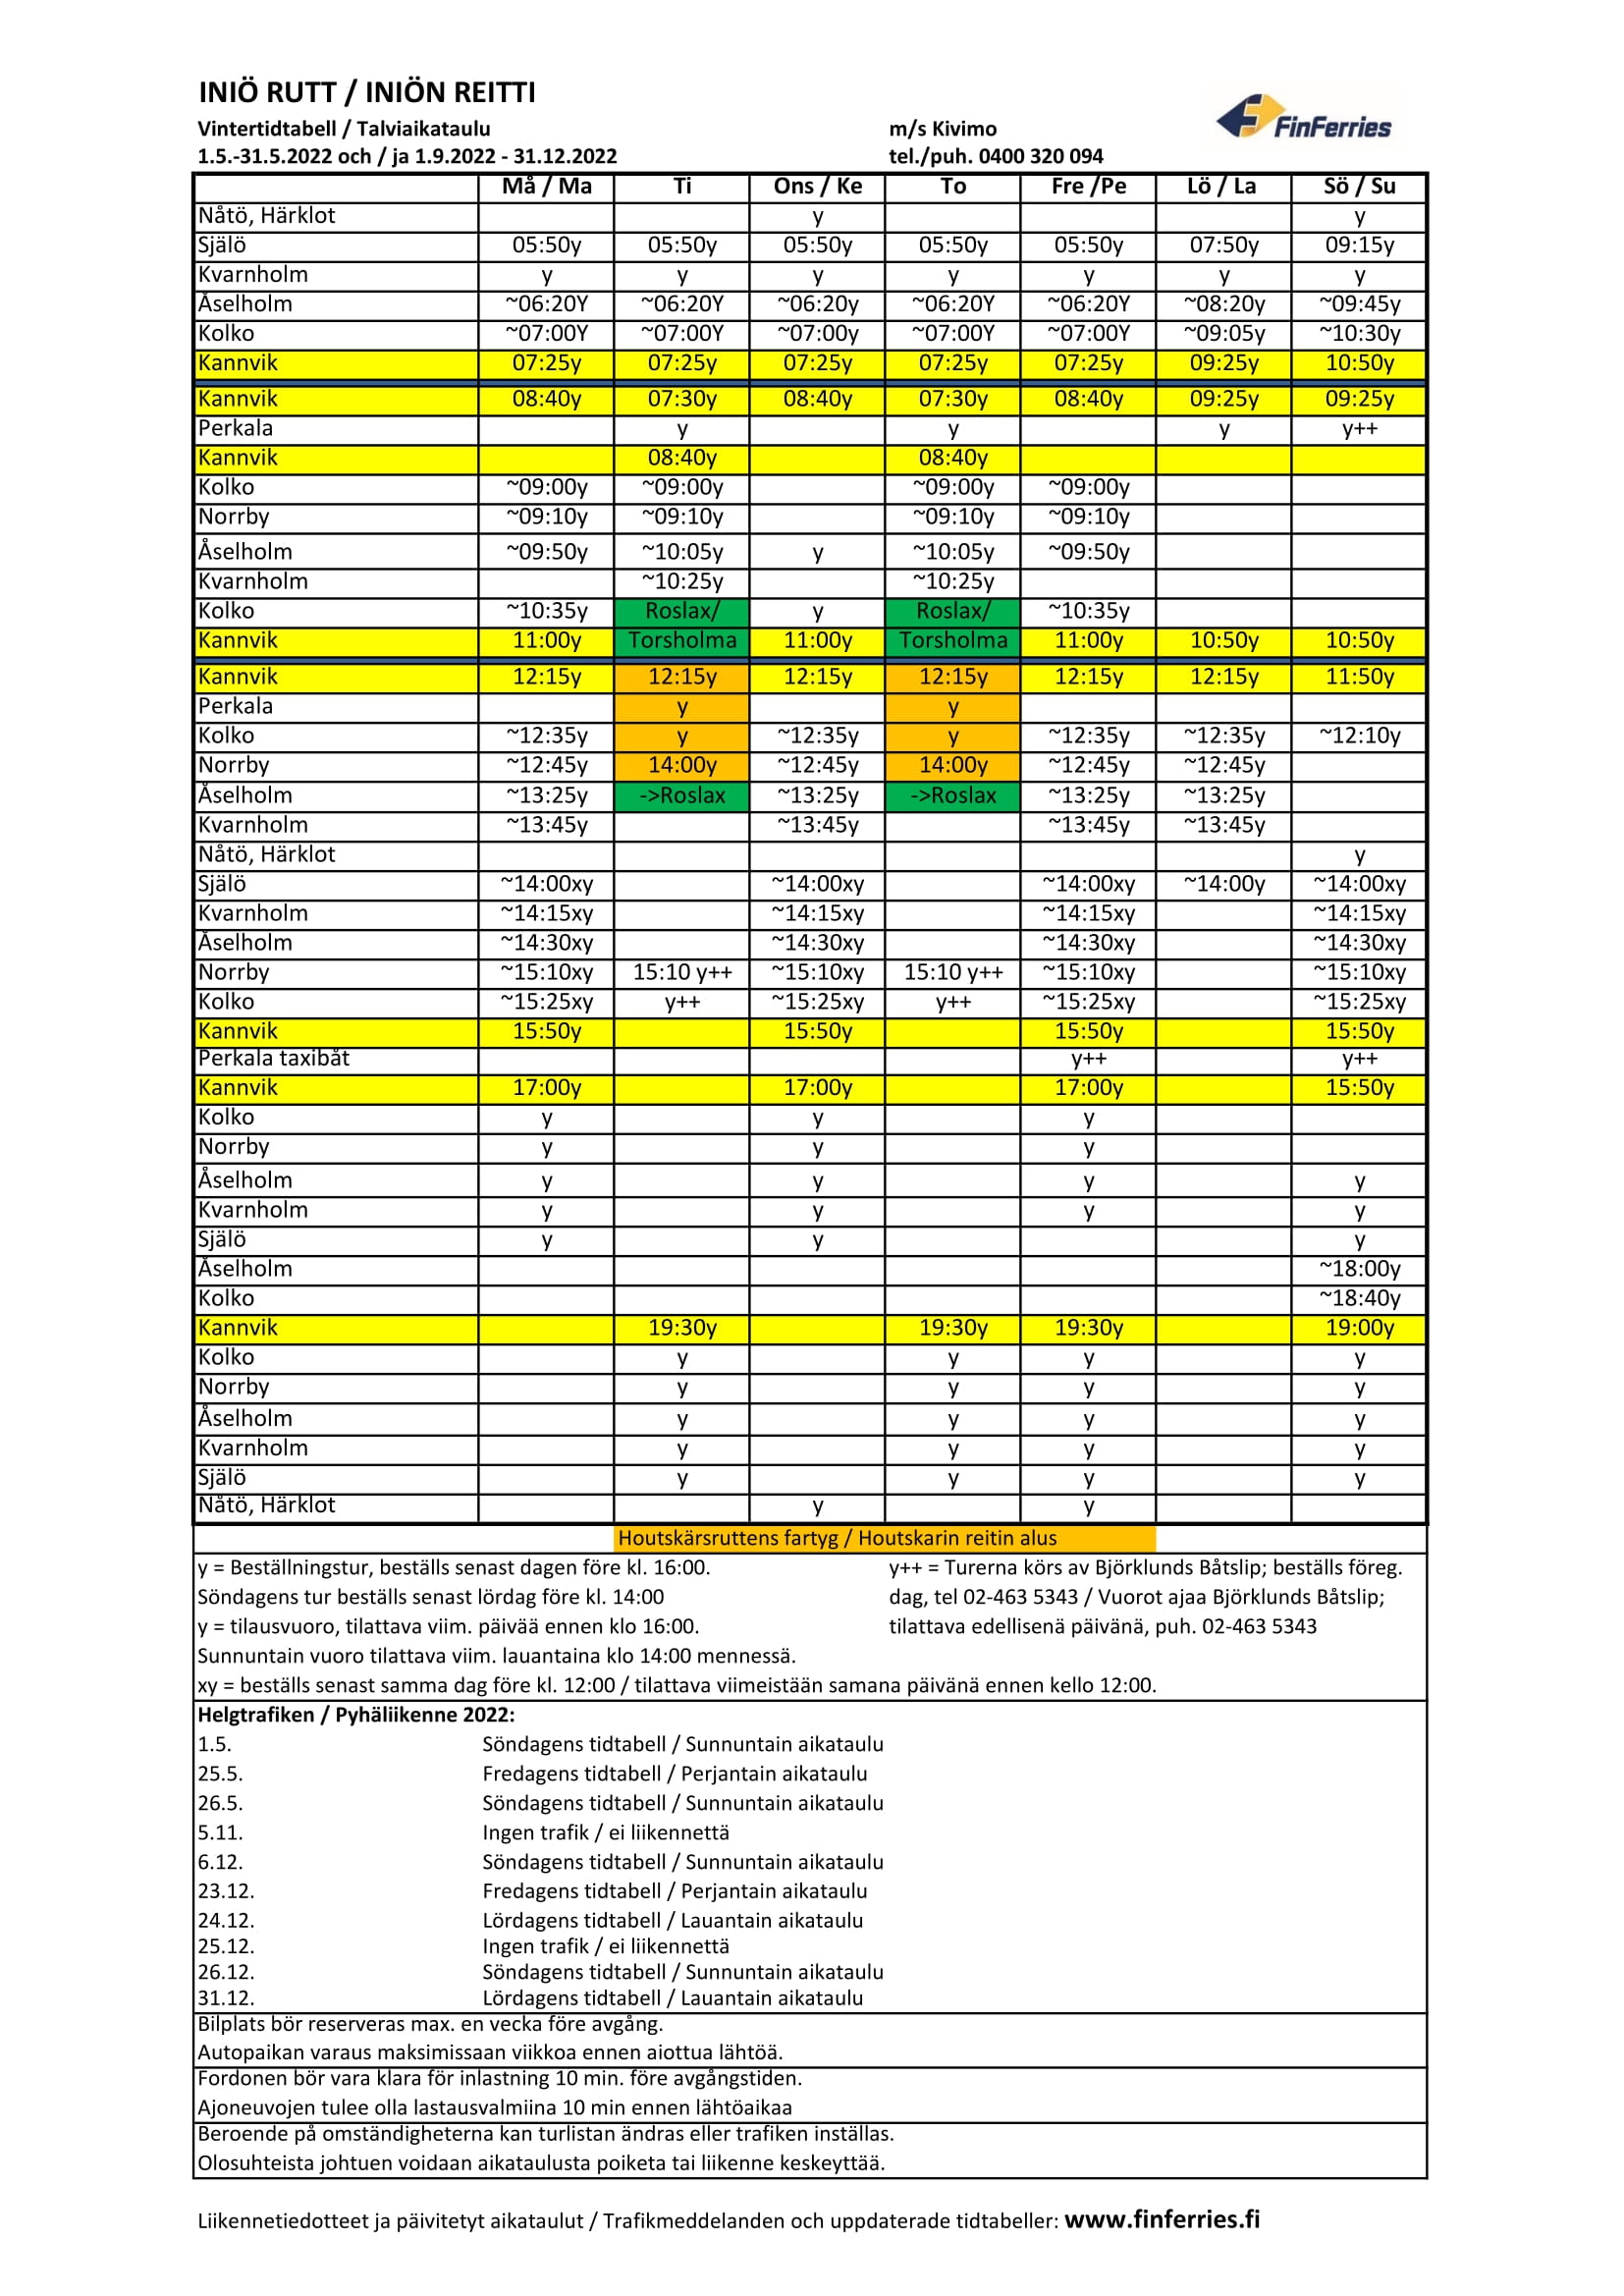 INIÖ RUTT / INIÖN REITTI
Vintertidtabell / Talviaikataulu m/s Kivimo FinFerries
1.5.-31.5.2022 och / ja 1.9.2022 - 31.12.2022 tel./puh. 0400 320 094
Må / Ma Ti Ons / Ke To Fre /Pe Lö / La Sö / Su
Nåtö, Härklot y y
Själö 05:50y 05:50y 05:50y 05:50y 05:50y 07:50y 09:15y
Kvarnholm y y y y y y y
Åselholm ~06:20Y ~06:20Y ~06:20y ~06:20Y ~06:20Y ~08:20y ~09:45y
Kolko ~07:00Y ~07:00Y ~07:00y ~07:00Y ~07:00Y ~09:05y ~10:30y
Kannvik 07:25y 07:25y 07:25y 07:25y 07:25y 09:25y 10:50y
Kannvik 08:40y 07:30y 08:40y 07:30y 08:40y 09:25y 09:25y
Perkala y y y y++
Kannvik 08:40y 08:40y
Kolko ~09:00y ~09:00y ~09:00y ~09:00y
Norrby ~09:10y ~09:10y ~09:10y ~09:10y
Åselholm ~09:50y ~10:05y y ~10:05y ~09:50y
Kvarnholm ~10:25y ~10:25y
Kolko ~10:35y Roslax/ y Roslax/ ~10:35y
Kannvik 11:00y Torsholma 11:00y Torsholma 11:00y 10:50y 10:50y
Kannvik 12:15y 12:15y 12:15y 12:15y 12:15y 12:15y 11:50y
Perkala y y
Kolko ~12:35y y ~12:35y y ~12:35y ~12:35y ~12:10y
Norrby ~12:45y 14:00y ~12:45y 14:00y ~12:45y ~12:45y
Åselholm ~13:25y ->Roslax ~13:25y ->Roslax ~13:25y ~13:25y
Kvarnholm ~13:45y ~13:45y ~13:45y ~13:45y
Nåtö, Härklot y
Själö ~14:00xy ~14:00xy ~14:00xy ~14:00y ~14:00xy
Kvarnholm ~14:15xy ~14:15xy ~14:15xy ~14:15xy
Åselholm ~14:30xy ~14:30xy ~14:30xy ~14:30xy
Norrby ~15:10xy 15:10 y++ ~15:10xy 15:10 y++ ~15:10xy ~15:10xy
Kolko ~15:25xy y++ ~15:25xy y++ ~15:25xy ~15:25xy
Kannvik 15:50y 15:50y 15:50y 15:50y
Perkala taxibåt y++ y++
Kannvik 17:00y 17:00y 17:00y 15:50y
Kolko y y y
Norrby y y y
Åselholm y y y y
Kvarnholm y y y y
Själö y y y
Åselholm ~18:00y
Kolko ~18:40y
Kannvik 19:30y 19:30y 19:30y 19:00y
Kolko y y y y
Norrby y y y y
Åselholm y y y y
Kvarnholm y y y y
Själö y y y y
Nåtö, Härklot y y
Houtskärsruttens fartyg / Houtskarin reitin alus
y = Beställningstur, beställs senast dagen före kl. 16:00.
Söndagens tur beställs senast lördag före kl. 14:00
y = tilausvuoro, tilattava viim. päivää ennen klo 16:00.
Sunnuntain vuoro tilattava viim. lauantaina klo 14:00 mennessä.
y++ = Turerna körs av Björklunds Båtslip; beställs föreg.
dag, tel 02-463 5343 / Vuorot ajaa Björklunds Båtslip;
tilattava edellisenä päivänä, puh. 02-463 5343
xy = beställs senast samma dag före kl. 12:00 / tilattava viimeistään samana päivänä ennen kello 12:00.
Helgtrafiken / Pyhäliikenne 2022:
1.5. Söndagens tidtabell / Sunnuntain aikataulu
25.5. Fredagens tidtabell / Perjantain aikataulu
26.5. Söndagens tidtabell / Sunnuntain aikataulu
5.11. Ingen trafik / ei liikennettä
6.12. Söndagens tidtabell / Sunnuntain aikataulu
23.12. Fredagens tidtabell / Perjantain aikataulu
24.12. Lördagens tidtabell / Lauantain aikataulu
25.12. Ingen trafik / ei liikennettä
26.12. Söndagens tidtabell / Sunnuntain aikataulu
31.12. Lördagens tidtabell / Lauantain aikataulu
Bilplats bör reserveras max. en vecka före avgång.
Autopaikan varaus maksimissaan viikkoa ennen aiottua lähtöä.
Fordonen bör vara klara för inlastning 10 min. före avgångstiden.
Ajoneuvojen tulee olla lastausvalmiina 10 min ennen lähtöaikaa
Beroende på omständigheterna kan turlistan ändras eller trafiken inställas.
Olosuhteista johtuen voidaan aikataulusta poiketa tai liikenne keskeyttää.
Liikennetiedotteet ja päivitetyt aikataulut / Trafikmeddelanden och uppdaterade tidtabeller: www.finferries.fi